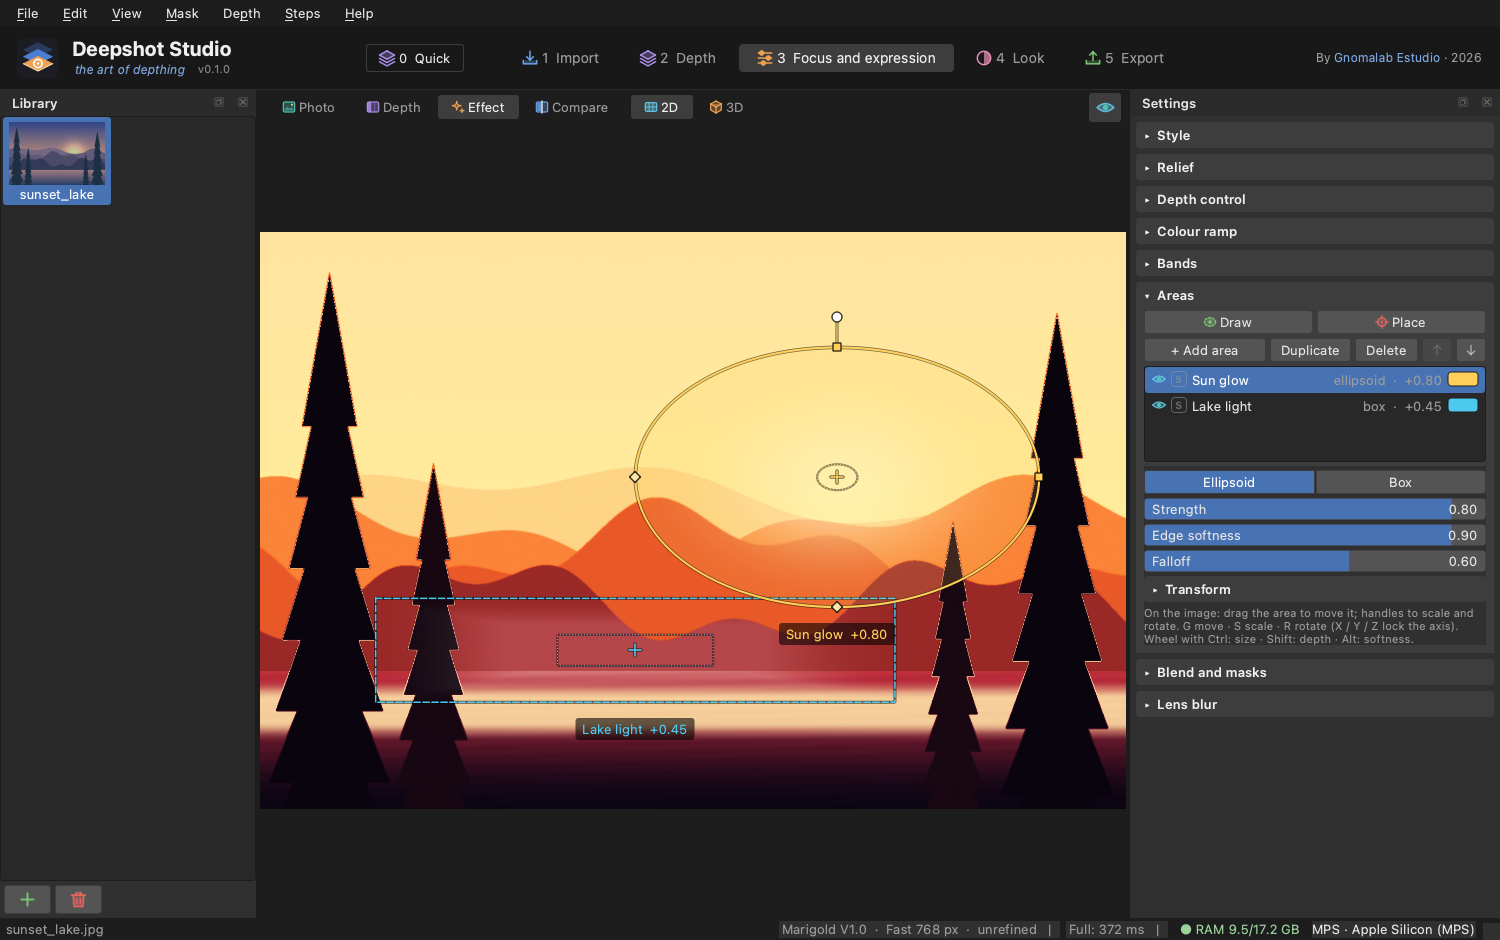 File Edit View Mask Depth Steps Help
Deepshot Studio
the art of depthing v0.1.0
0 Quick
1 Import
2 Depth
3 Focus and expression
4 Look
5 Export
By Gnomalab Estudio · 2026
Library
sunset_lake
Photo Depth Effect Compare 2D 3D
Sun glow +0.80
Lake light +0.45
Settings
Style
Relief
Depth control
Colour ramp
Bands
Areas
Draw Place
+ Add area Duplicate Delete ↑ ↓
S Sun glow ellipsoid · +0.80
S Lake light box · +0.45
Ellipsoid Box
Strength 0.80
Edge softness 0.90
Falloff 0.60
Transform
On the image: drag the area to move it; handles to scale and
rotate. G move · S scale · R rotate (X / Y / Z lock the axis).
Wheel with Ctrl: size · Shift: depth · Alt: softness.
Blend and masks
Lens blur
sunset_lake.jpg
Marigold V1.0 · Fast 768 px · unrefined | Full: 372 ms | RAM 9.5/17.2 GB MPS · Apple Silicon (MPS)